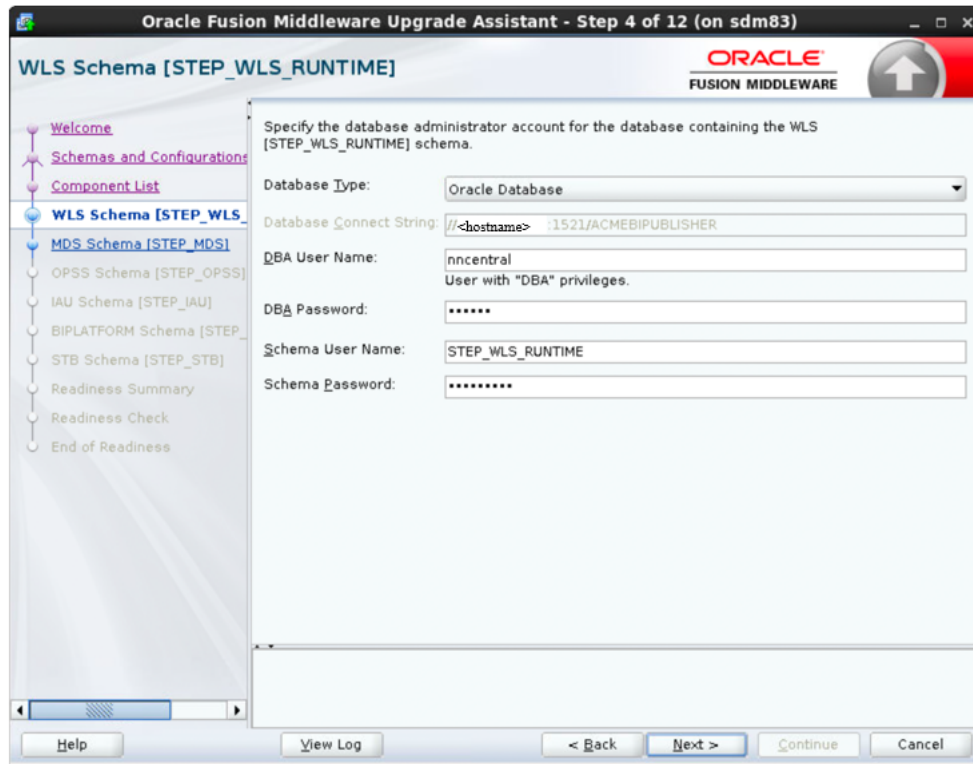 Oracle Fusion Middleware Upgrade Assistant - Step 4 of 12 (on sdm83)
WLS Schema [STEP_WLS_RUNTIME]
ORACLE
FUSION MIDDLEWARE
Welcome
Schemas and Configurations
Component List
WLS Schema [STEP_WLS_
MDS Schema [STEP_MDS]
OPSS Schema [STEP_OPSS]
IAU Schema [STEP_IAU]
BIPLATFORM Schema [STEP_
STB Schema [STEP_STB]
Readiness Summary
Readiness Check
End of Readiness
Specify the database administrator account for the database containing the WLS
[STEP_WLS_RUNTIME] schema.
Database Type: Oracle Database
Database Connect String: //<hostname> :1521/ACMEBIPUBLISHER
DBA User Name: nncentral
User with "DBA" privileges.
DBA Password: ••••••
Schema User Name: STEP_WLS_RUNTIME
Schema Password: •••••••••
Help View Log < Back Next > Continue Cancel